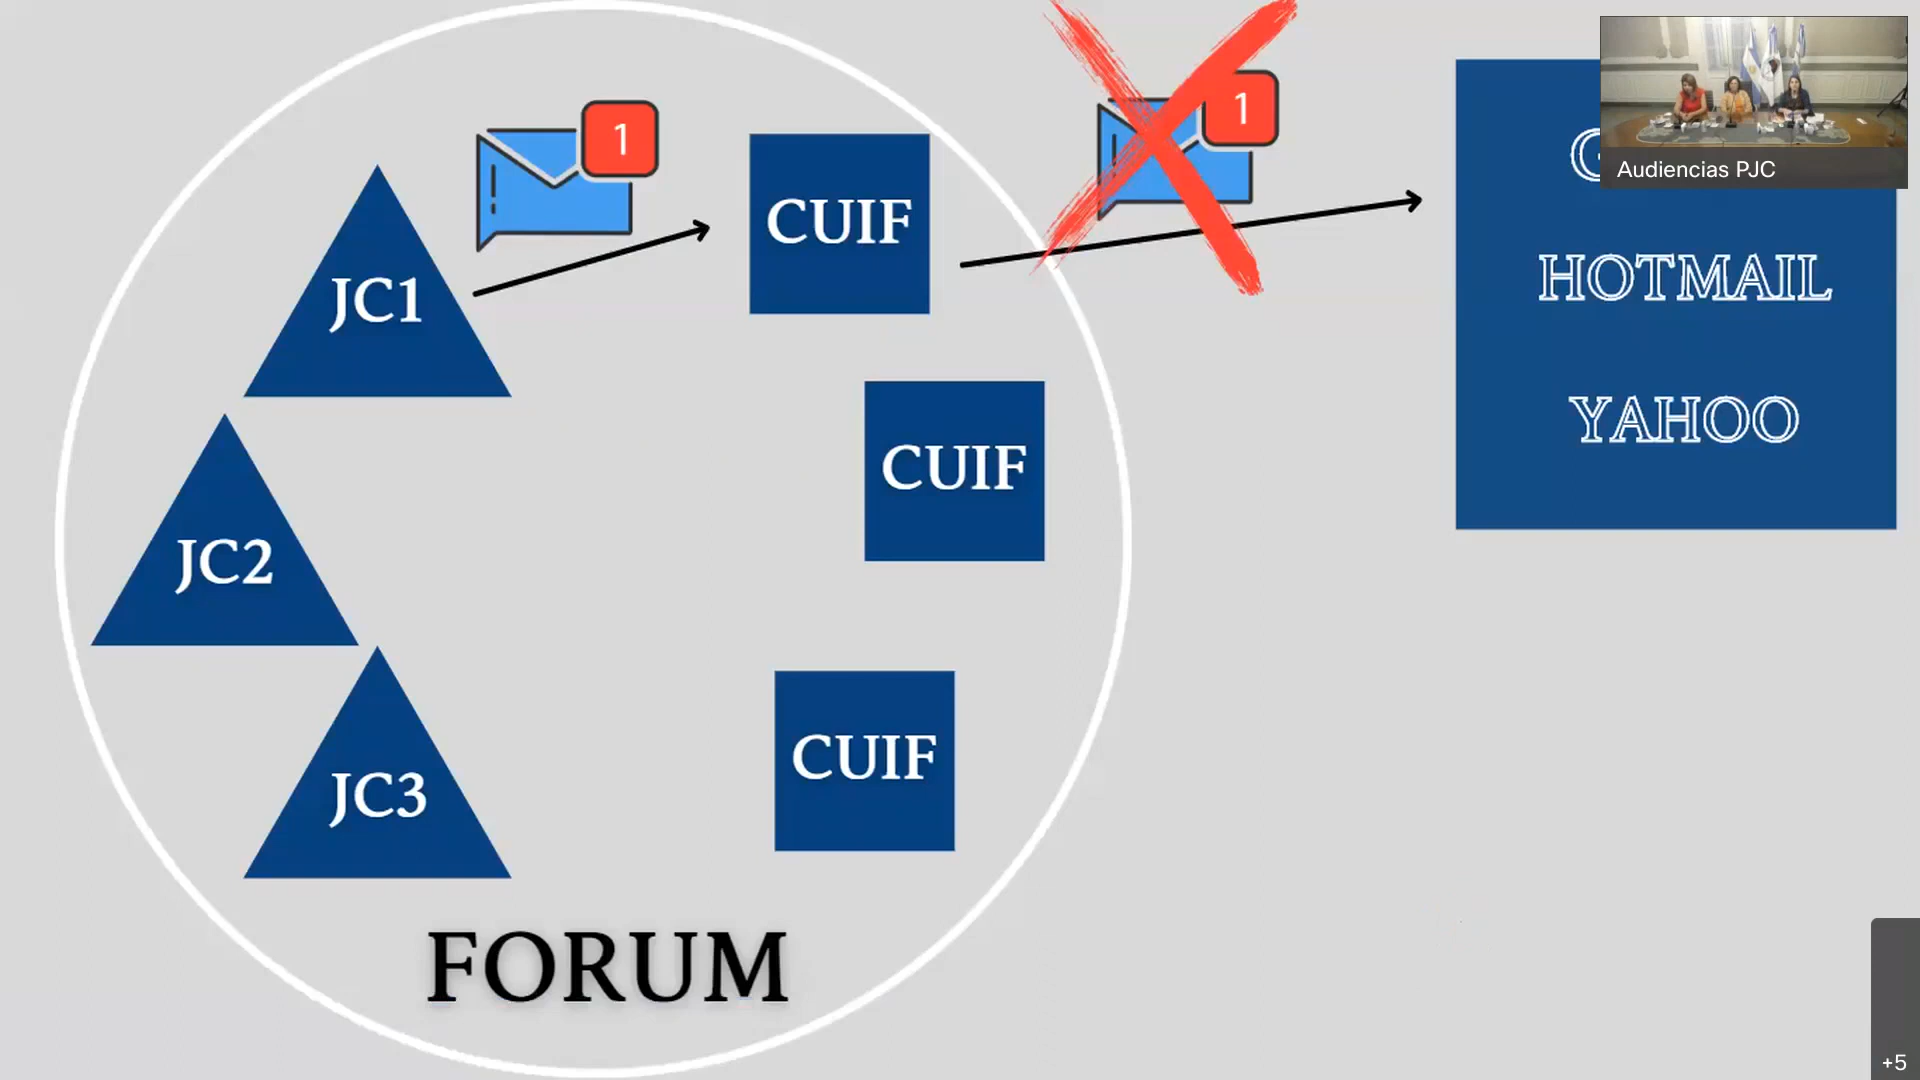 1
1
Audiencias PJC
CUIF
JC1
HOTMAIL
YAHOO
CUIF
JC2
CUIF
JC3
FORUM
+5